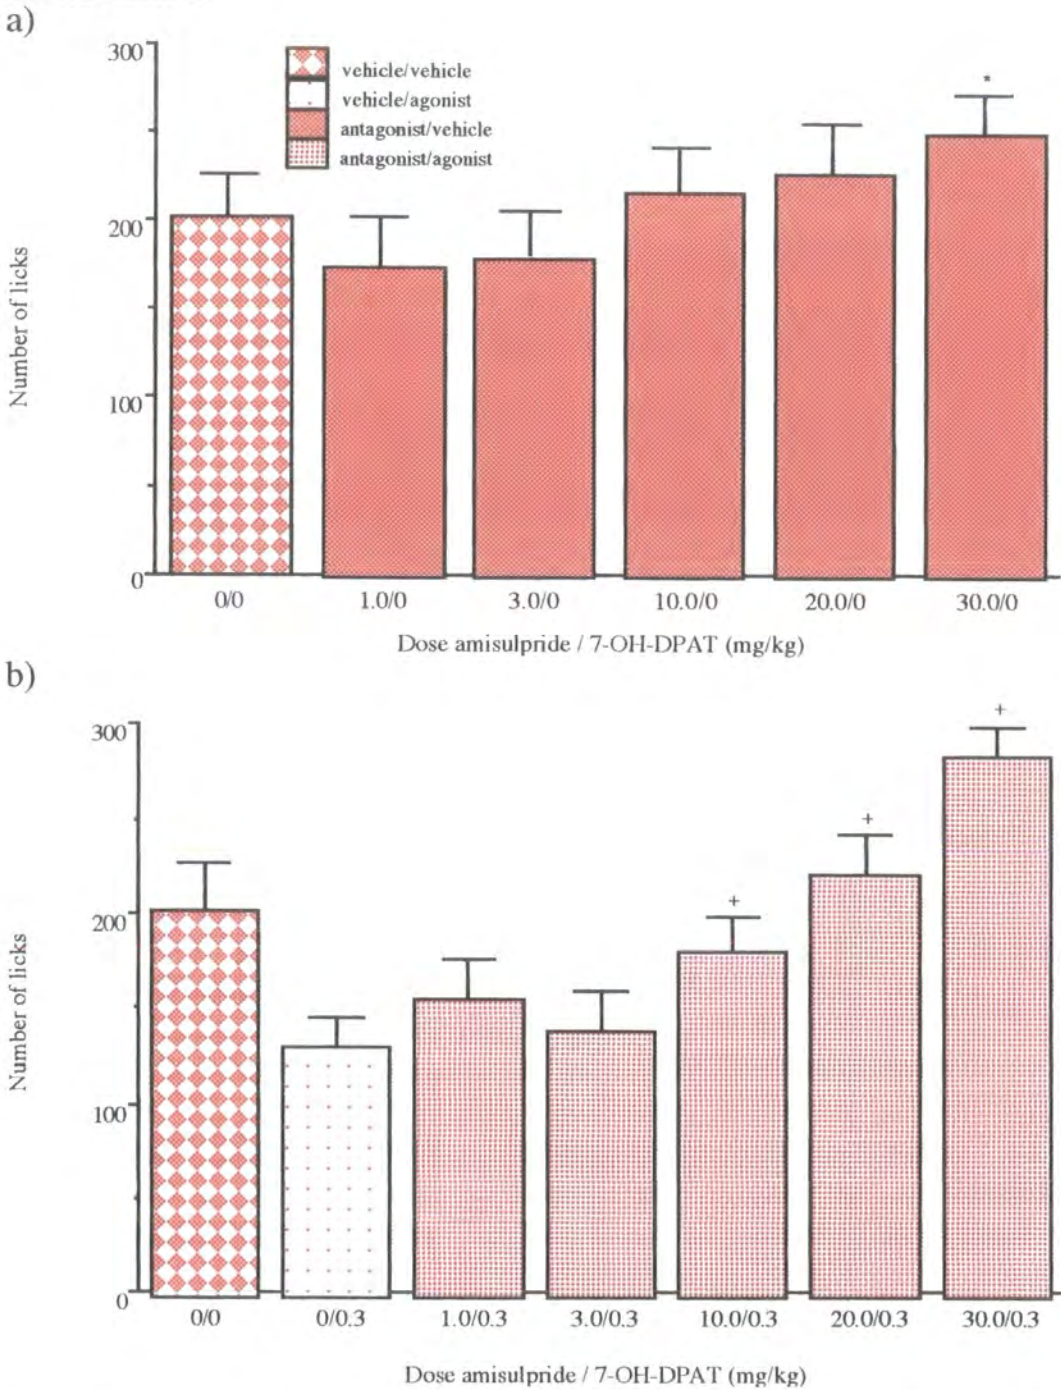 a)
300
200
100
0
Number of licks
vehicle/vehicle
vehicle/agonist
antagonist/vehicle
antagonist/agonist
*
0/0 1.0/0 3.0/0 10.0/0 20.0/0 30.0/0
Dose amisulpride / 7-OH-DPAT (mg/kg)
b)
300
200
100
0
Number of licks
+
+
+
0/0 0/0.3 1.0/0.3 3.0/0.3 10.0/0.3 20.0/0.3 30.0/0.3
Dose amisulpride / 7-OH-DPAT (mg/kg)